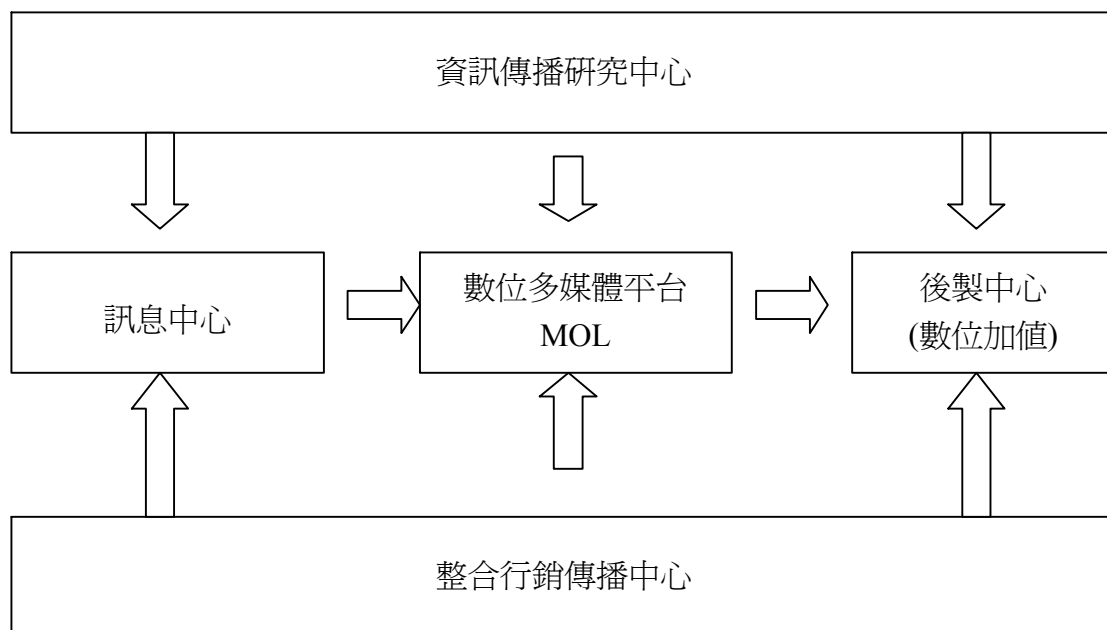 資訊傳播研究中心
訊息中心
數位多媒體平台
MOL
後製中心
(數位加值)
整合行銷傳播中心